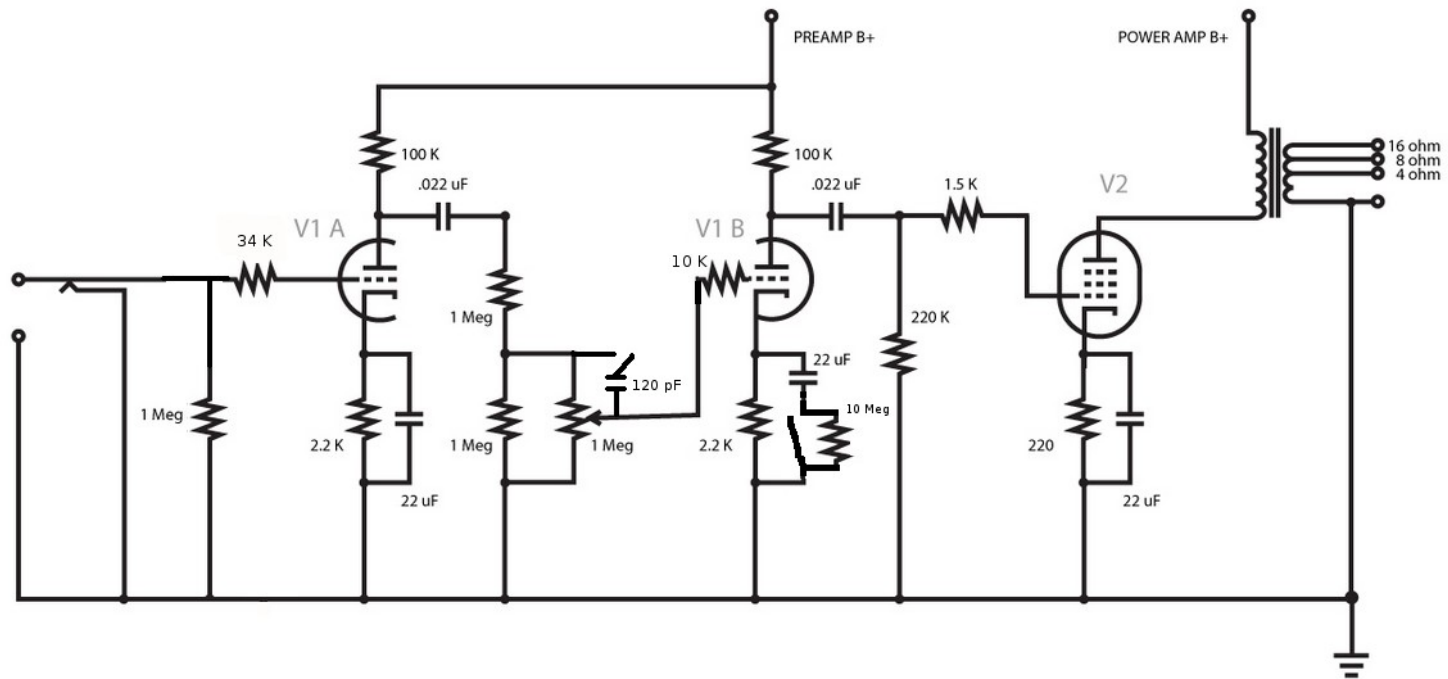 PREAMP B+
POWER AMP B+
100 K
100 K
16 ohm
8 ohm
4 ohm
.022 uF
.022 uF
1.5 K
V2
V1 A
V1 B
34 K
10 K
1 Meg
220 K
22 uF
120 pF
1 Meg
10 Meg
2.2 K
1 Meg
1 Meg
2.2 K
220
22 uF
22 uF